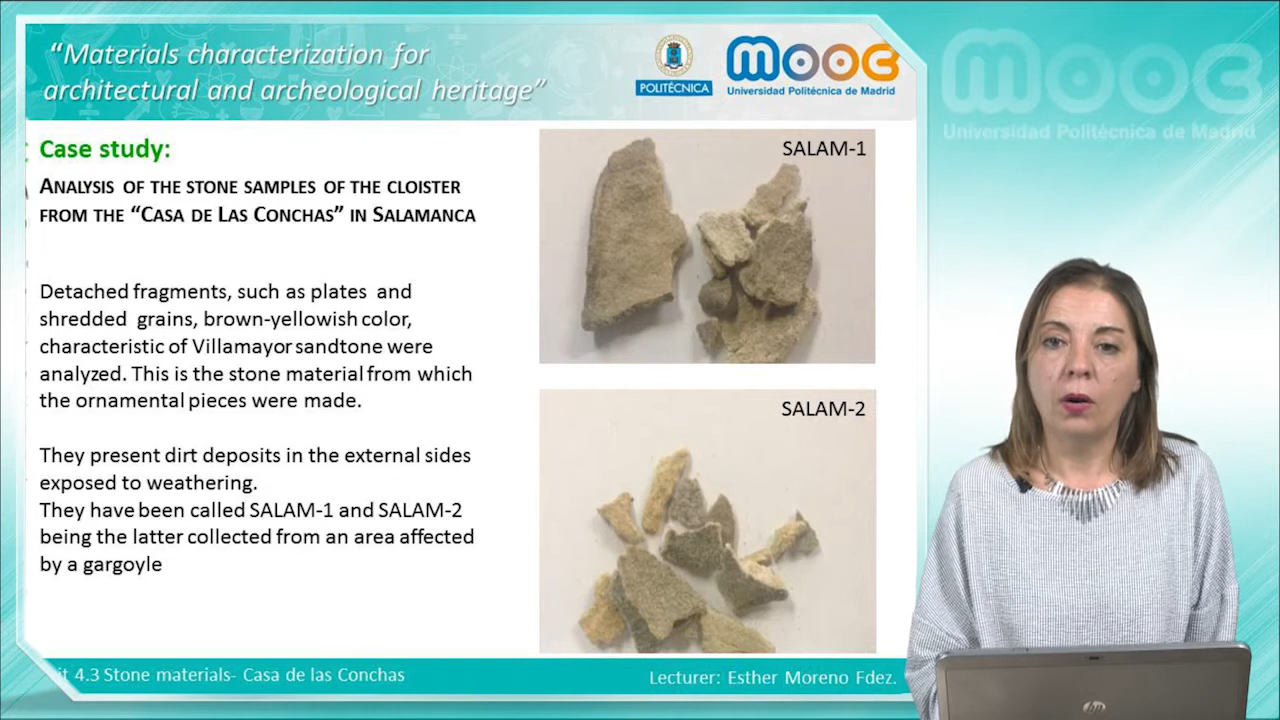 “Materials characterization for
architectural and archeological heritage”
POLITÉCNICA
MOOC
Universidad Politécnica de Madrid
MOOC
Universidad Politécnica de Madrid
Case study:
ANALYSIS OF THE STONE SAMPLES OF THE CLOISTER
FROM THE “CASA DE LAS CONCHAS” IN SALAMANCA
Detached fragments, such as plates and
shredded grains, brown-yellowish color,
characteristic of Villamayor sandtone were
analyzed. This is the stone material from which
the ornamental pieces were made.
They present dirt deposits in the external sides
exposed to weathering.
They have been called SALAM-1 and SALAM-2
being the latter collected from an area affected
by a gargoyle
SALAM-1
SALAM-2
it 4.3 Stone materials- Casa de las Conchas
Lecturer: Esther Moreno Fdez.
hp